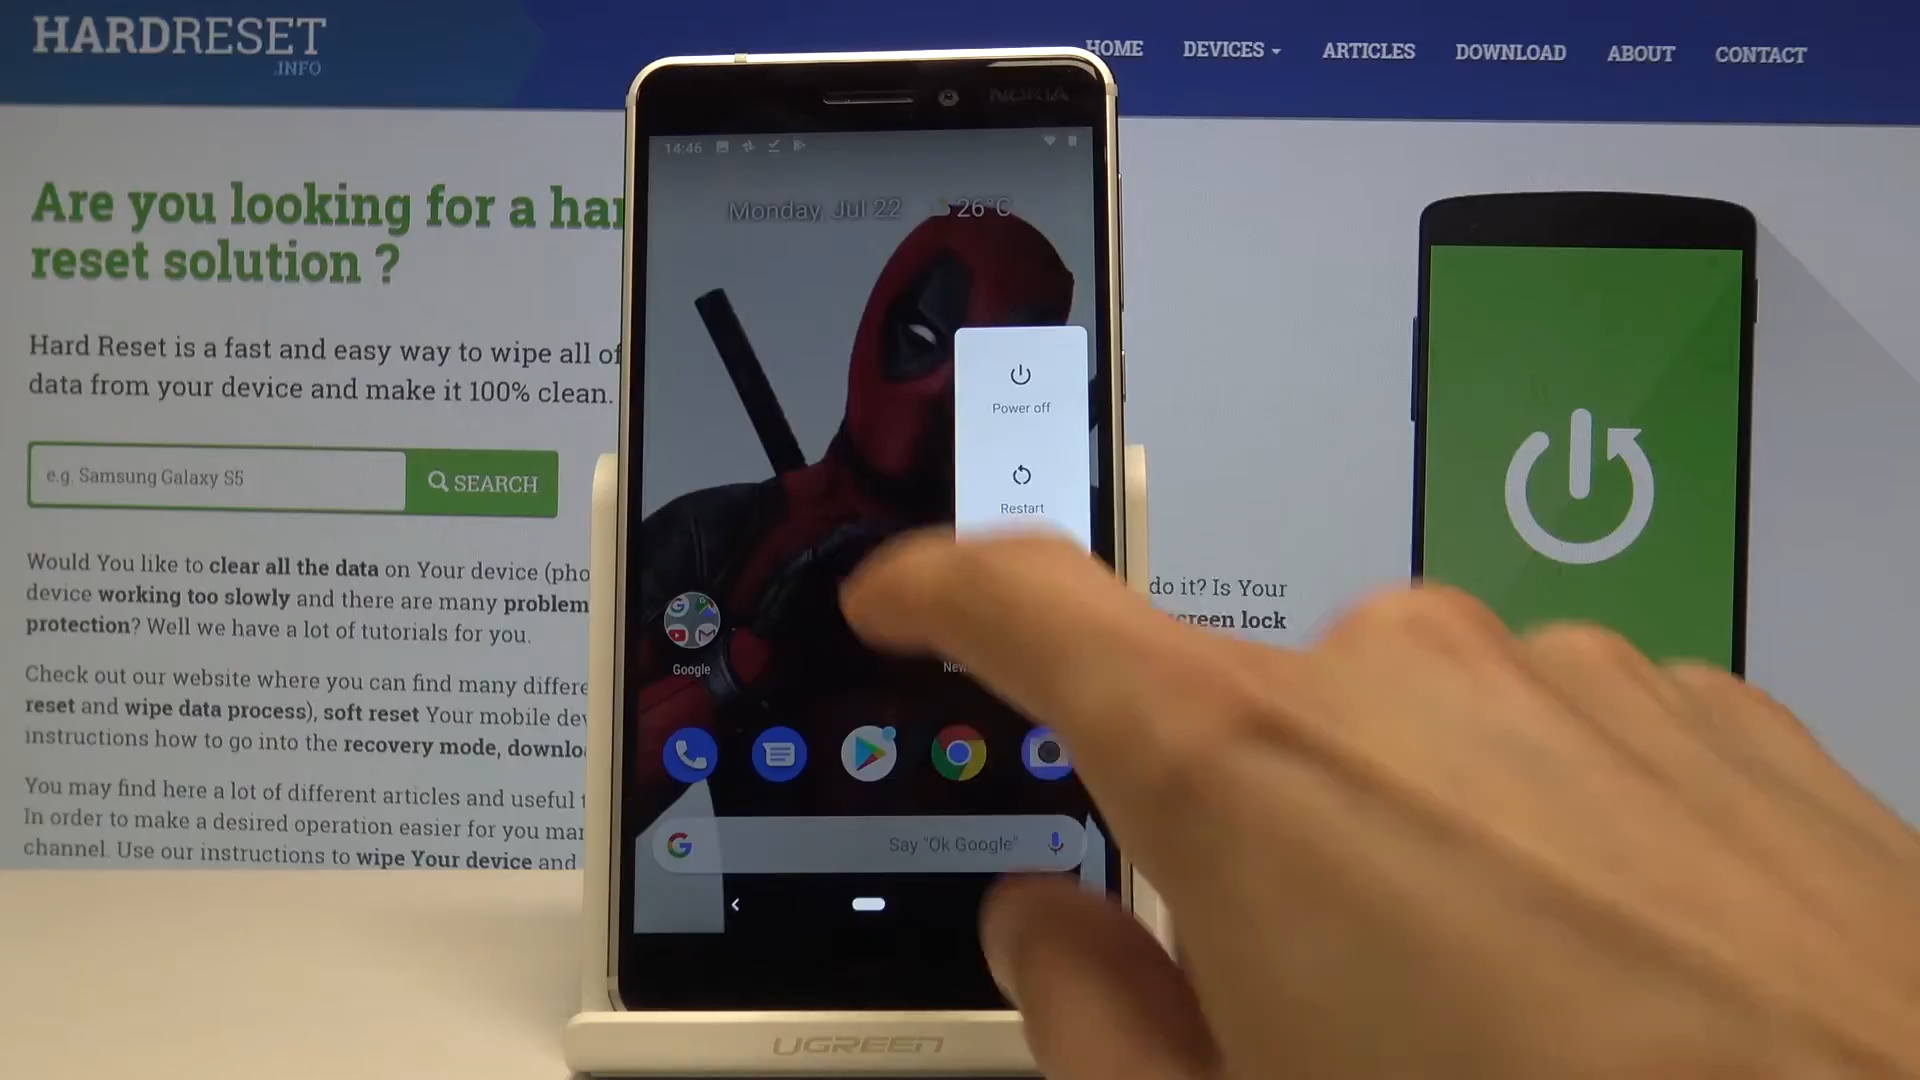 HARDRESET
.INFO
HOME DEVICES ARTICLES DOWNLOAD ABOUT CONTACT
Are you looking for a har
reset solution ?
Hard Reset is a fast and easy way to wipe all of
data from your device and make it 100% clean.
e.g. Samsung Galaxy S5
SEARCH
Would You like to clear all the data on Your device (pho
device working too slowly and there are many problem
protection? Well we have a lot of tutorials for you.
Check out our website where you can find many differe
reset and wipe data process), soft reset Your mobile dev
instructions how to go into the recovery mode, downlo
You may find here a lot of different articles and useful t
In order to make a desired operation easier for you man
channel. Use our instructions to wipe Your device and
do it? Is Your
screen lock
NOKIA
14:46
Monday, Jul 22 26°C
Power off
Restart
Google
New
Say "Ok Google"
UGREEN